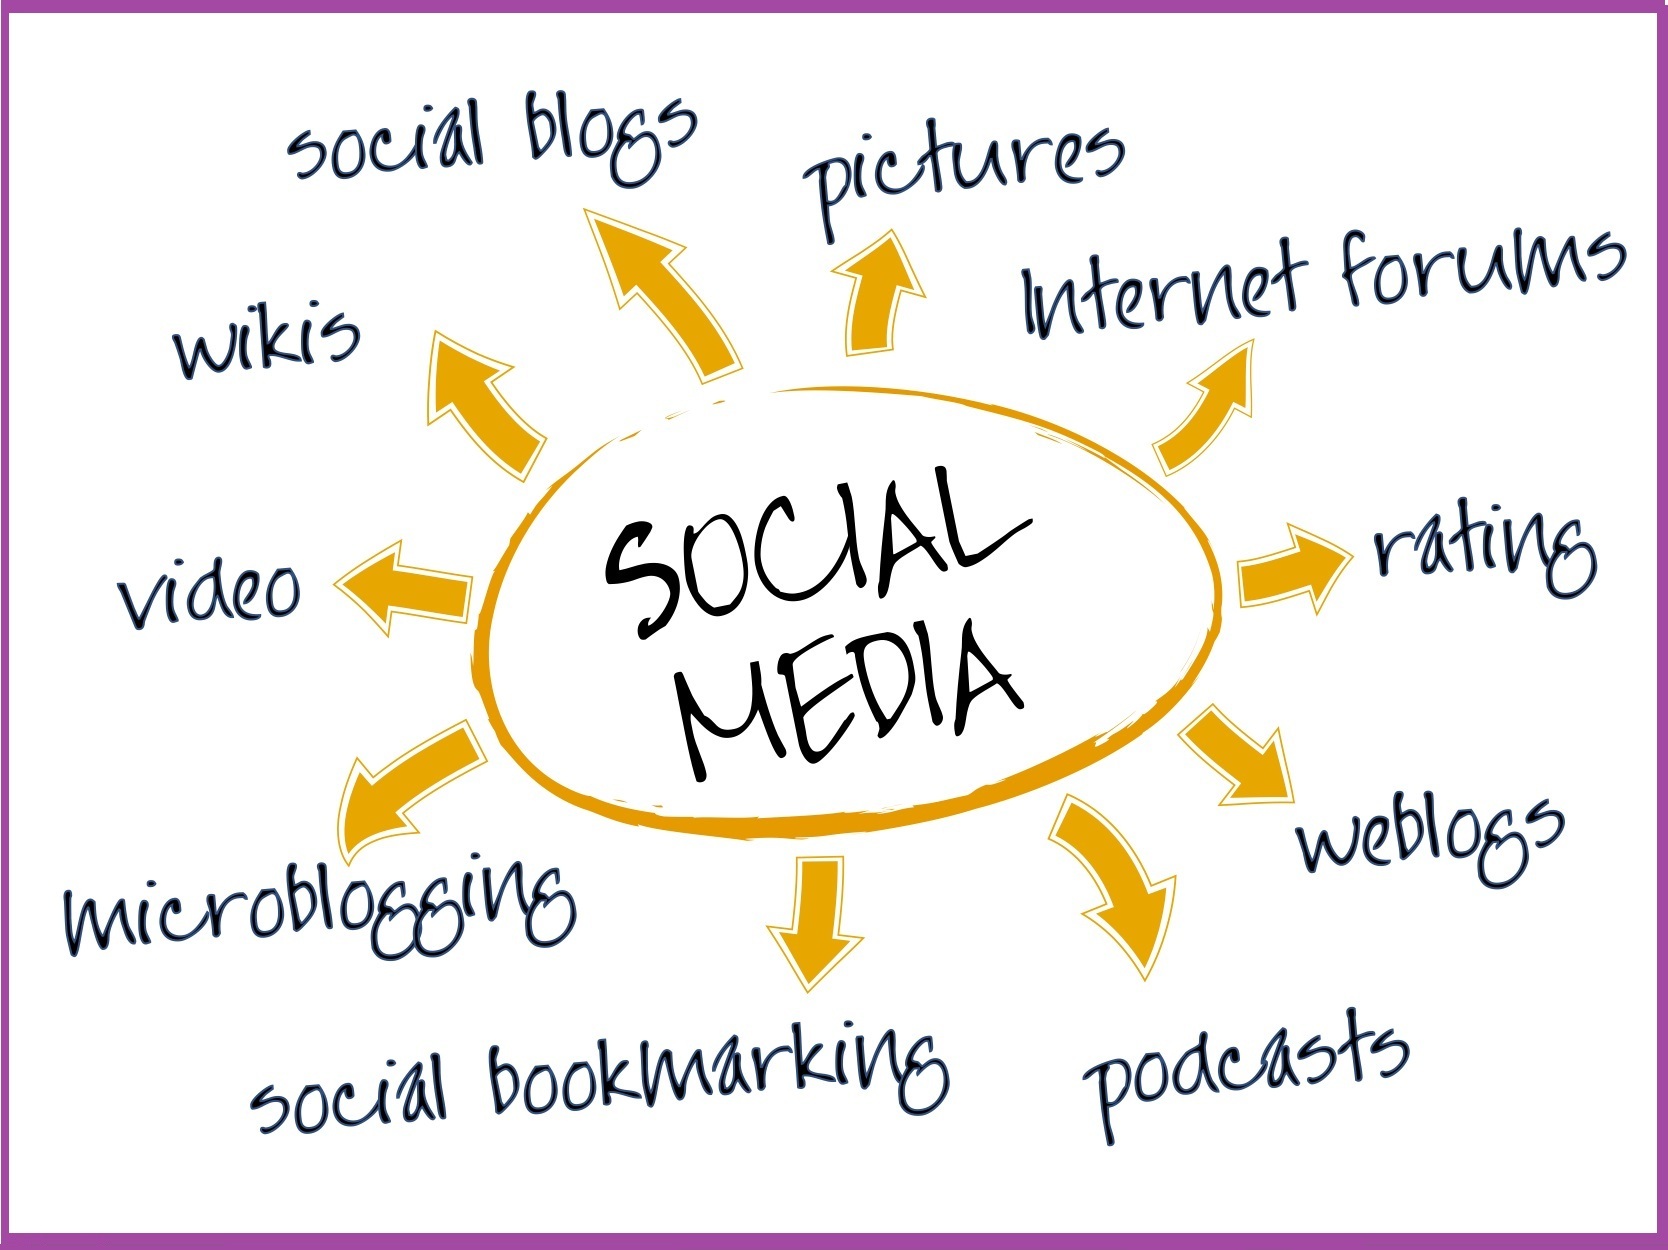 social blogs
pictures
Internet forums
wikis
SOCIAL
MEDIA
rating
video
weblogs
microblogging
social bookmarking
podcasts